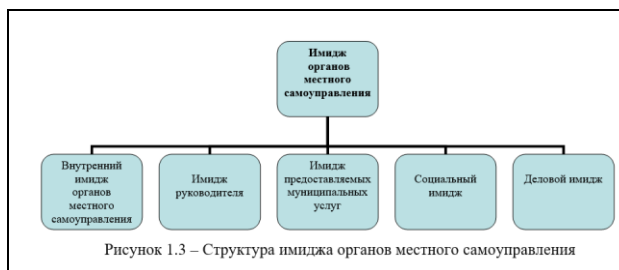 Имидж
органов
местного
самоуправления
Внутренний
имидж
органов
местного
самоуправления
Имидж
руководителя
Имидж
предоставляемых
муниципальных
услуг
Социальный
имидж
Деловой имидж
Рисунок 1.3 – Структура имиджа органов местного самоуправления